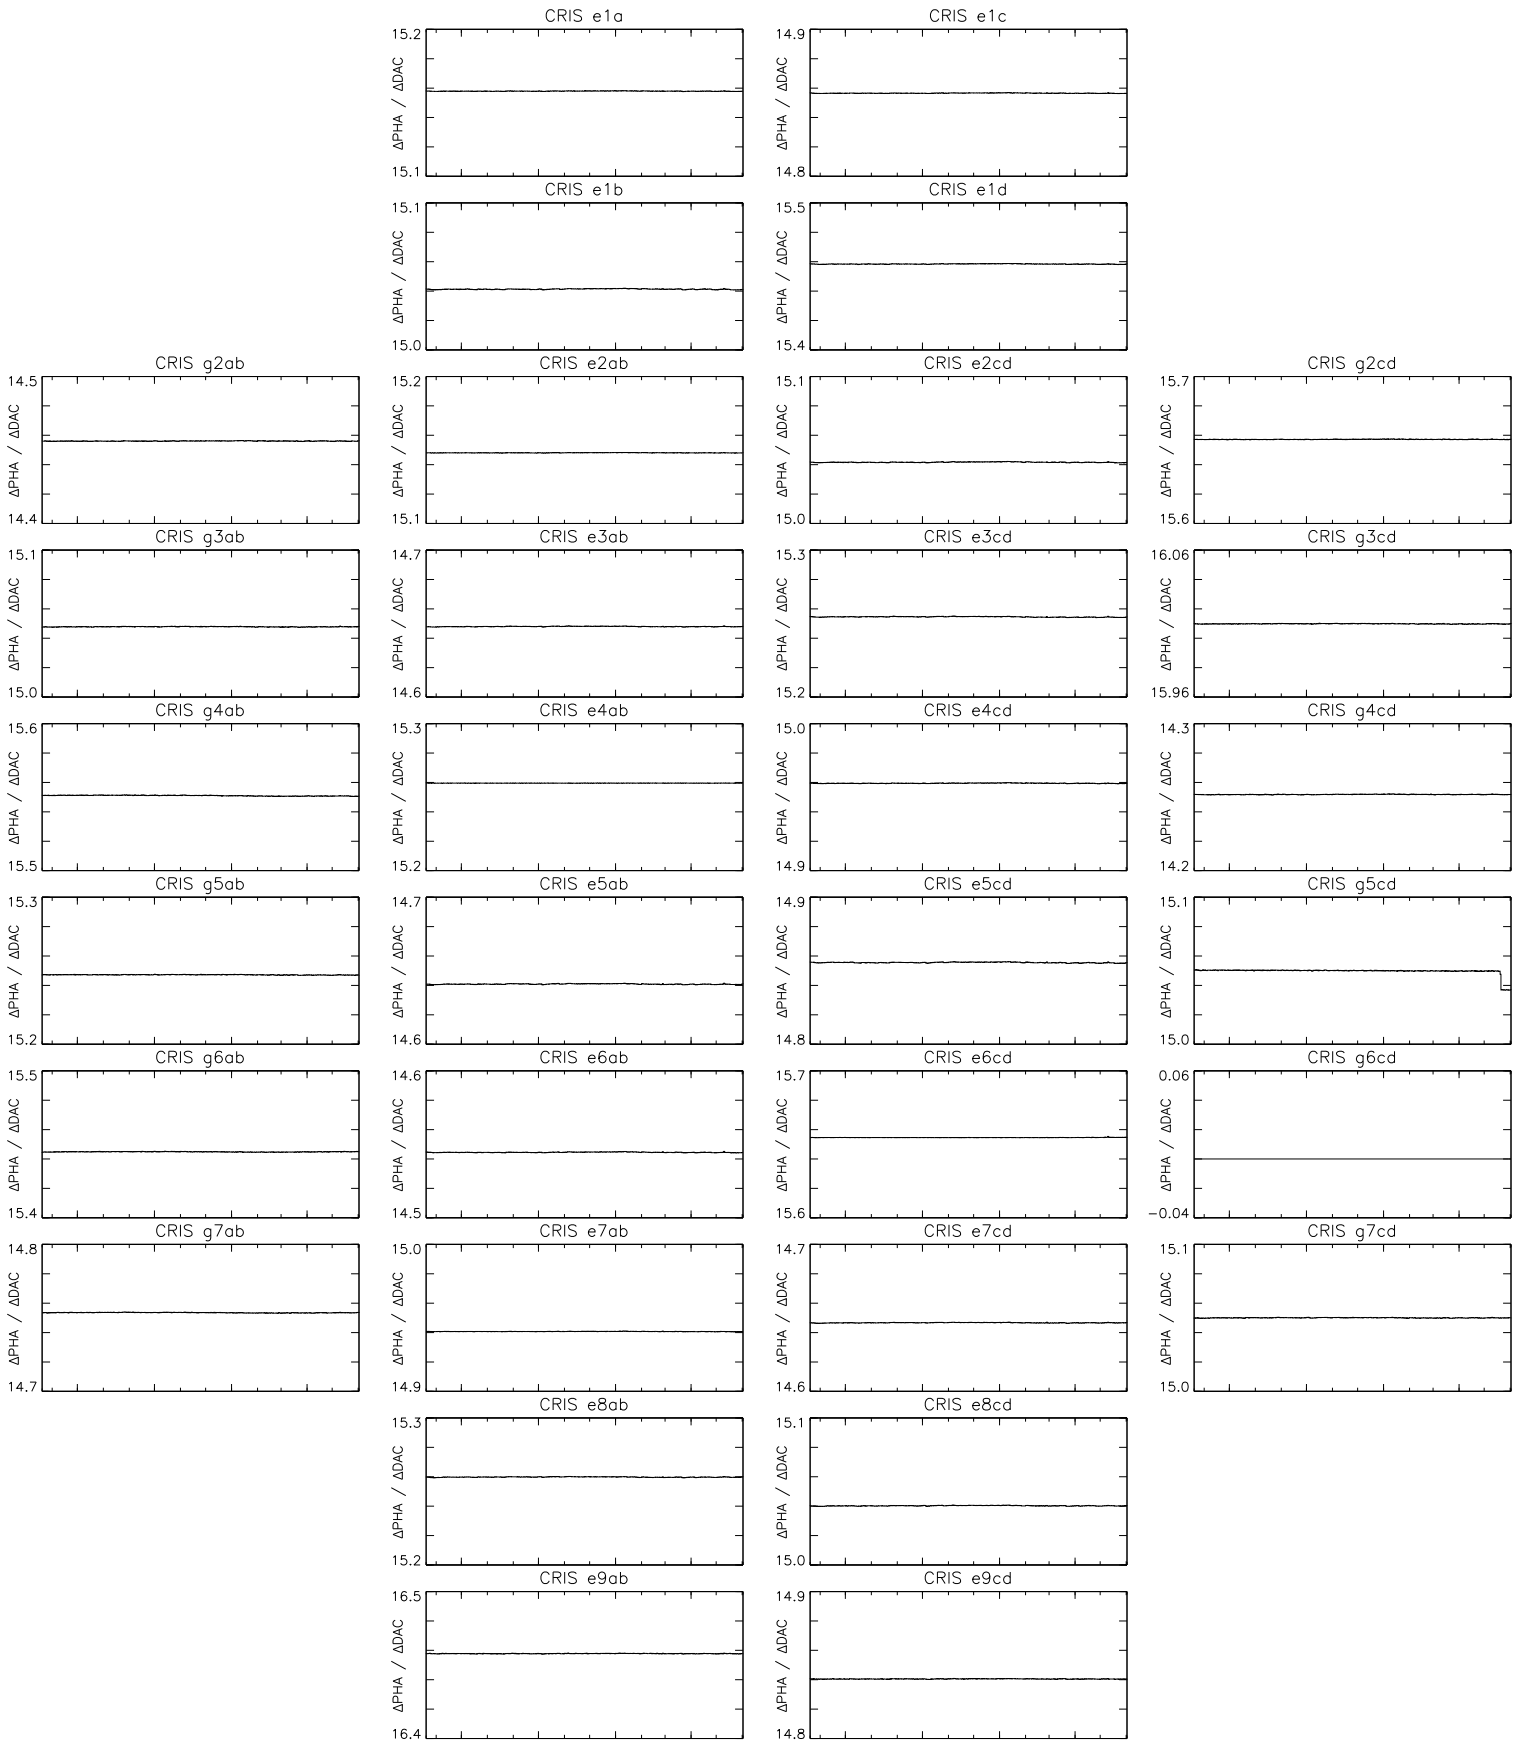 CRIS e1a
15.2
ΔPHA / ΔDAC
15.1
CRIS e1c
14.9
ΔPHA / ΔDAC
14.8
CRIS e1b
15.1
ΔPHA / ΔDAC
15.0
CRIS e1d
15.5
ΔPHA / ΔDAC
15.4
CRIS g2ab
14.5
ΔPHA / ΔDAC
14.4
CRIS e2ab
15.2
ΔPHA / ΔDAC
15.1
CRIS e2cd
15.1
ΔPHA / ΔDAC
15.0
CRIS g2cd
15.7
ΔPHA / ΔDAC
15.6
CRIS g3ab
15.1
ΔPHA / ΔDAC
15.0
CRIS e3ab
14.7
ΔPHA / ΔDAC
14.6
CRIS e3cd
15.3
ΔPHA / ΔDAC
15.2
CRIS g3cd
16.06
ΔPHA / ΔDAC
15.96
CRIS g4ab
15.6
ΔPHA / ΔDAC
15.5
CRIS e4ab
15.3
ΔPHA / ΔDAC
15.2
CRIS e4cd
15.0
ΔPHA / ΔDAC
14.9
CRIS g4cd
14.3
ΔPHA / ΔDAC
14.2
CRIS g5ab
15.3
ΔPHA / ΔDAC
15.2
CRIS e5ab
14.7
ΔPHA / ΔDAC
14.6
CRIS e5cd
14.9
ΔPHA / ΔDAC
14.8
CRIS g5cd
15.1
ΔPHA / ΔDAC
15.0
CRIS g6ab
15.5
ΔPHA / ΔDAC
15.4
CRIS e6ab
14.6
ΔPHA / ΔDAC
14.5
CRIS e6cd
15.7
ΔPHA / ΔDAC
15.6
CRIS g6cd
0.06
ΔPHA / ΔDAC
−0.04
CRIS g7ab
14.8
ΔPHA / ΔDAC
14.7
CRIS e7ab
15.0
ΔPHA / ΔDAC
14.9
CRIS e7cd
14.7
ΔPHA / ΔDAC
14.6
CRIS g7cd
15.1
ΔPHA / ΔDAC
15.0
CRIS e8ab
15.3
ΔPHA / ΔDAC
15.2
CRIS e8cd
15.1
ΔPHA / ΔDAC
15.0
CRIS e9ab
16.5
ΔPHA / ΔDAC
16.4
CRIS e9cd
14.9
ΔPHA / ΔDAC
14.8